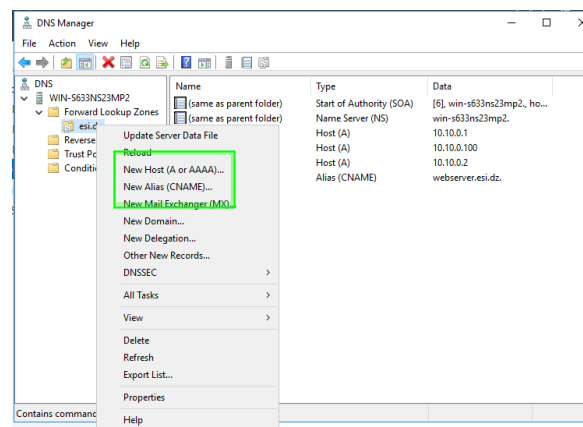 DNS Manager
File Action View Help
DNS
WIN-S633NS23MP2
Forward Lookup Zones
esi.d
Reverse
Trust Po
Conditi
Name Type Data
(same as parent folder) Start of Authority (SOA) [6], win-s633ns23mp2., ho...
(same as parent folder) Name Server (NS) win-s633ns23mp2.
Host (A) 10.10.0.1
Host (A) 10.10.0.100
Host (A) 10.10.0.2
Alias (CNAME) webserver.esi.dz.
Update Server Data File
Reload
New Host (A or AAAA)...
New Alias (CNAME)...
New Mail Exchanger (MX)...
New Domain...
New Delegation...
Other New Records...
DNSSEC
All Tasks
View
Delete
Refresh
Export List...
Properties
Help
Contains command